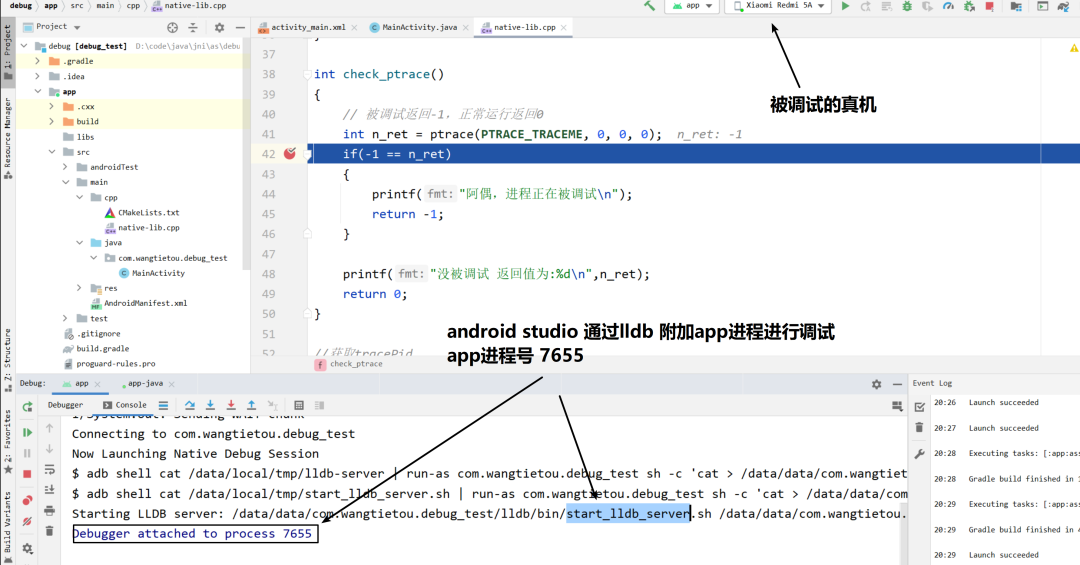 debug
app
src
main
cpp
native-lib.cpp
app
Xiaomi Redmi 5A
Project
activity_main.xml
MainActivity.java
native-lib.cpp
1: Project
Resource Manager
Z: Structure
Favorites
Build Variants
debug [debug_test] D:\code\java\jni\as\debu
.gradle
.idea
app
.cxx
build
libs
src
androidTest
main
cpp
CMakeLists.txt
native-lib.cpp
java
com.wangtietou.debug_test
MainActivity
res
AndroidManifest.xml
test
.gitignore
build.gradle
proguard-rules.pro
37 }
38 int check_ptrace()
39 {
40 // 被调试返回-1，正常运行返回0
41 int n_ret = ptrace(PTRACE_TRACEME, 0, 0, 0); n_ret: -1
42 if(-1 == n_ret)
43 {
44 printf( fmt: "阿偶，进程正在被调试\n");
45 return -1;
46 }
47
48 printf( fmt: "没被调试 返回值为:%d\n",n_ret);
49 return 0;
50 }
51
52 //获取tracePid
check_ptrace
被调试的真机
android studio 通过lldb 附加app进程进行调试
app进程号 7655
Debug:
app
app-java
Debugger
Console
I/System.out: Sending WAIT chunk
Connecting to com.wangtietou.debug_test
Now Launching Native Debug Session
$ adb shell cat /data/local/tmp/lldb-server | run-as com.wangtietou.debug_test sh -c 'cat > /data/data/com.wangtiet
$ adb shell cat /data/local/tmp/start_lldb_server.sh | run-as com.wangtietou.debug_test sh -c 'cat > /data/data/com
Starting LLDB server: /data/data/com.wangtietou.debug_test/lldb/bin/start_lldb_server.sh /data/data/com.wangtietou.
Debugger attached to process 7655
Event Log
20:26 Launch succeeded
20:27 Launch succeeded
20:28 Executing tasks: [:app:ass
20:28 Gradle build finished in 1
20:29 Executing tasks: [:app:ass
20:29 Gradle build finished in 4
20:29 Launch succeeded